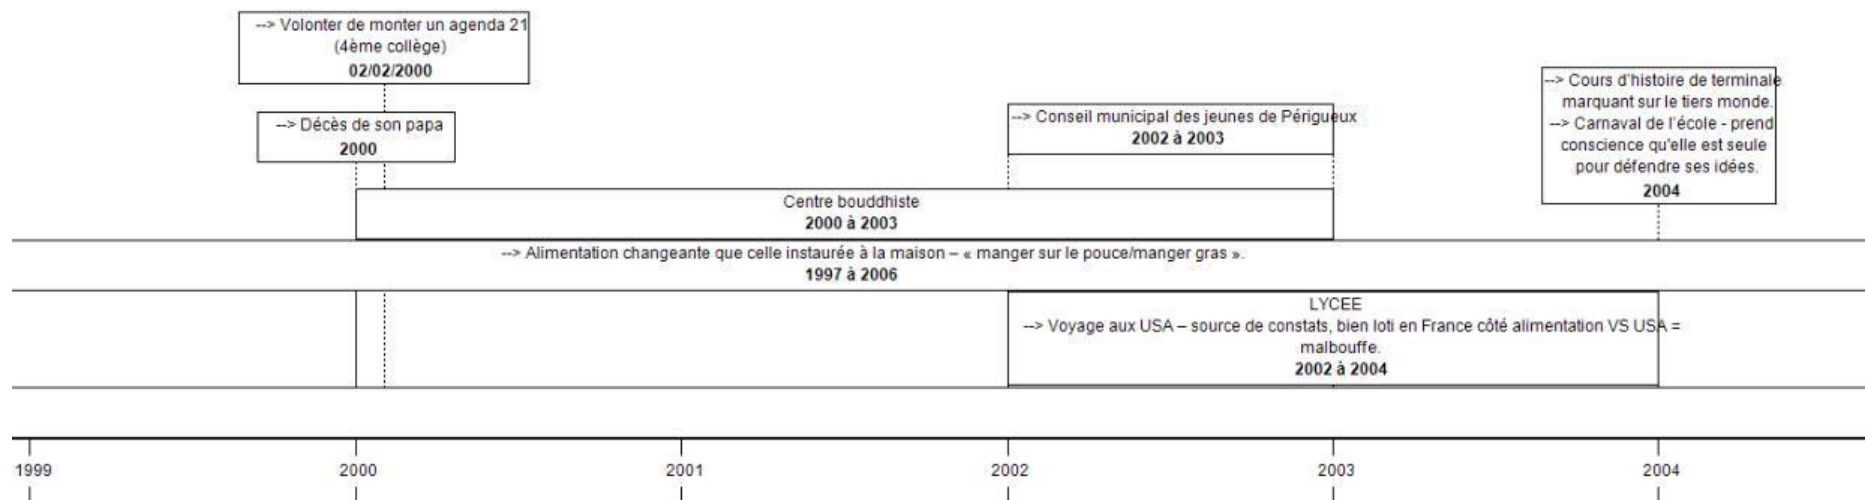 --> Volonter de monter un agenda 21
(4ème collège)
02/02/2000
--> Décès de son papa
2000
--> Conseil municipal des jeunes de Périgueux
2002 à 2003
--> Cours d'histoire de terminale
marquant sur le tiers monde.
--> Carnaval de l'école - prend
conscience qu'elle est seule
pour défendre ses idées.
2004
Centre bouddhiste
2000 à 2003
--> Alimentation changeante que celle instaurée à la maison – « manger sur le pouce/manger gras ».
1997 à 2006
LYCEE
--> Voyage aux USA – source de constats, bien loti en France côté alimentation VS USA =
malbouffe.
2002 à 2004
1999 2000 2001 2002 2003 2004